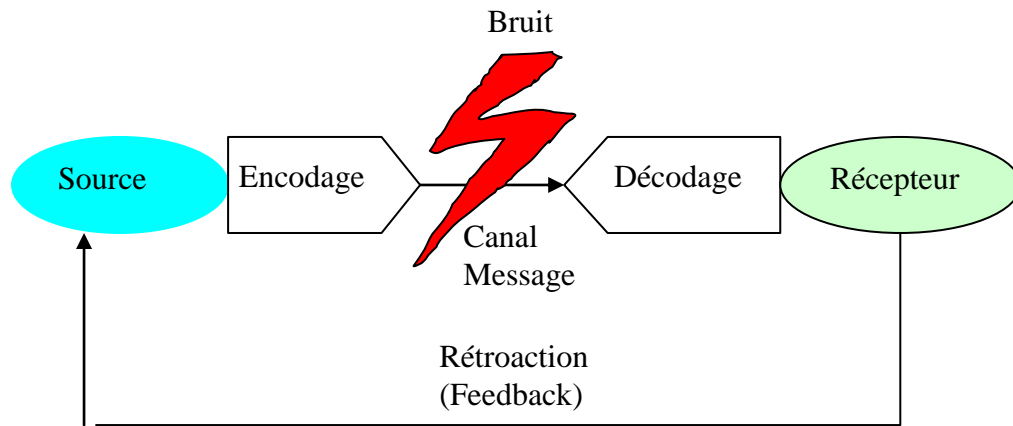 Bruit
Source
Encodage
Décodage
Récepteur
Canal
Message
Rétroaction
(Feedback)